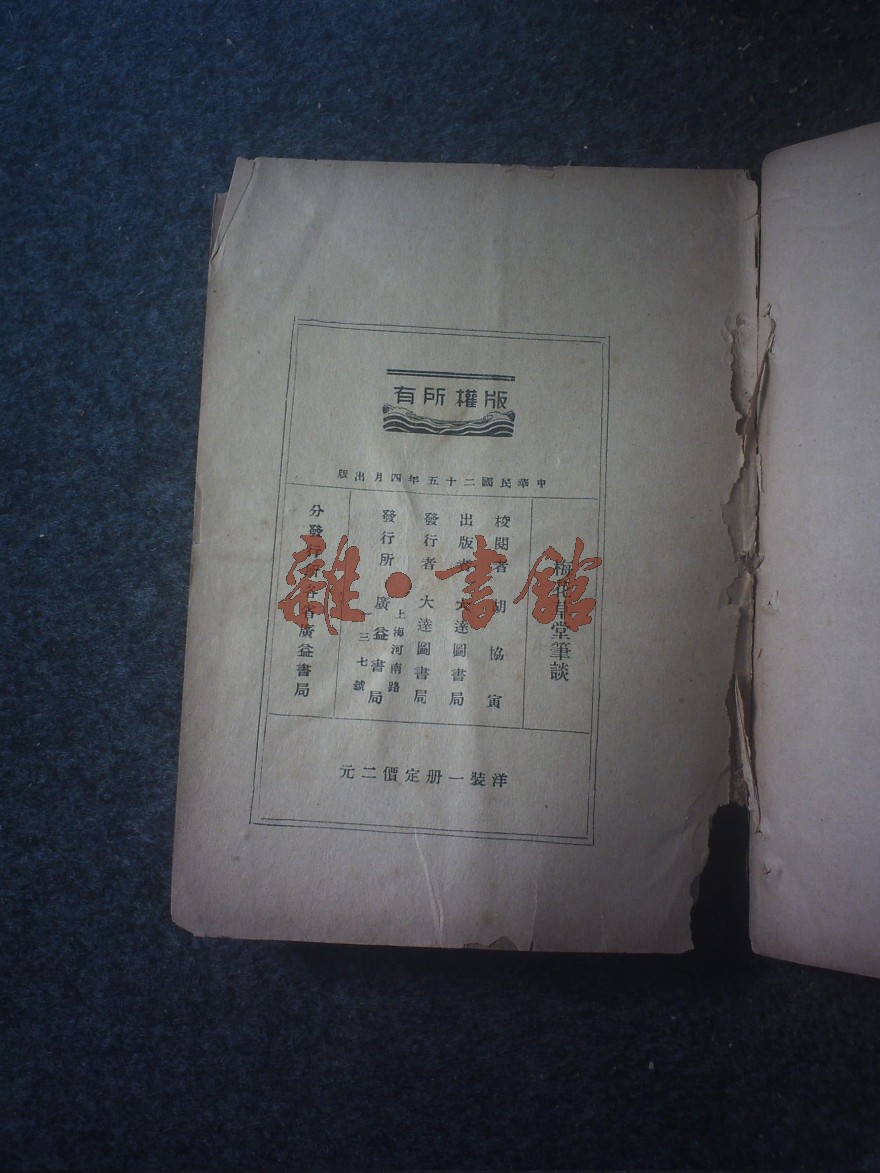 版權所有
中華民國二十五年四月出版
梅花草堂筆談
校閱者 胡協寅
出版者 大達圖書局
發行者 大達圖書局
發行所 廣益書局
上海河南路
一三七號
分發行所各省廣益書局
洋裝一册定價二元
雜·書館